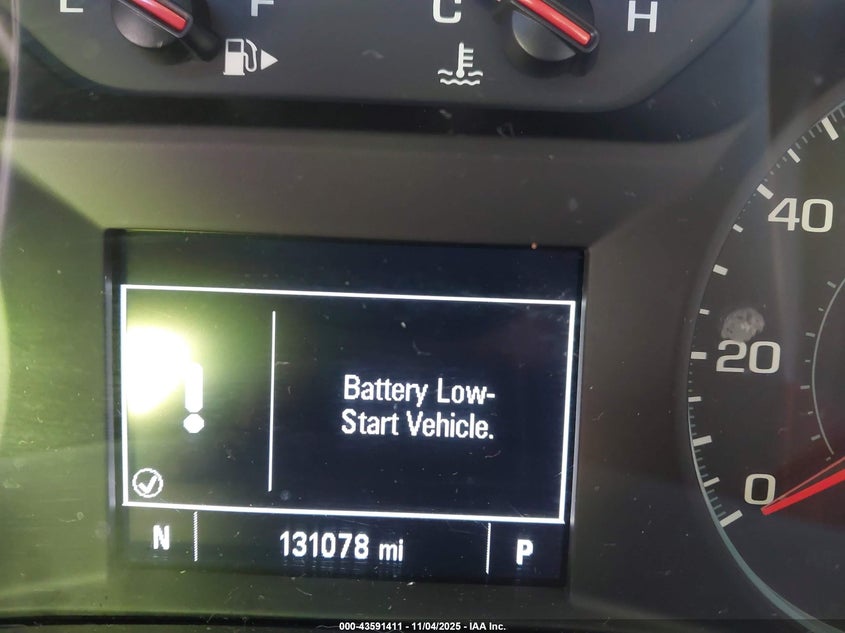 E F C H
40
20
0
Battery Low-
Start Vehicle.
N 131078 mi P
000-43591411 - 11/04/2025 - IAA Inc.